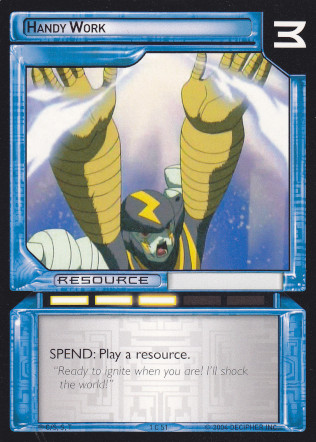 HANDY WORK
RESOURCE
SPEND: Play a resource.
"Ready to ignite when you are! I'll shock
the world!"
1C51
© 2006 DECIPHER INC.